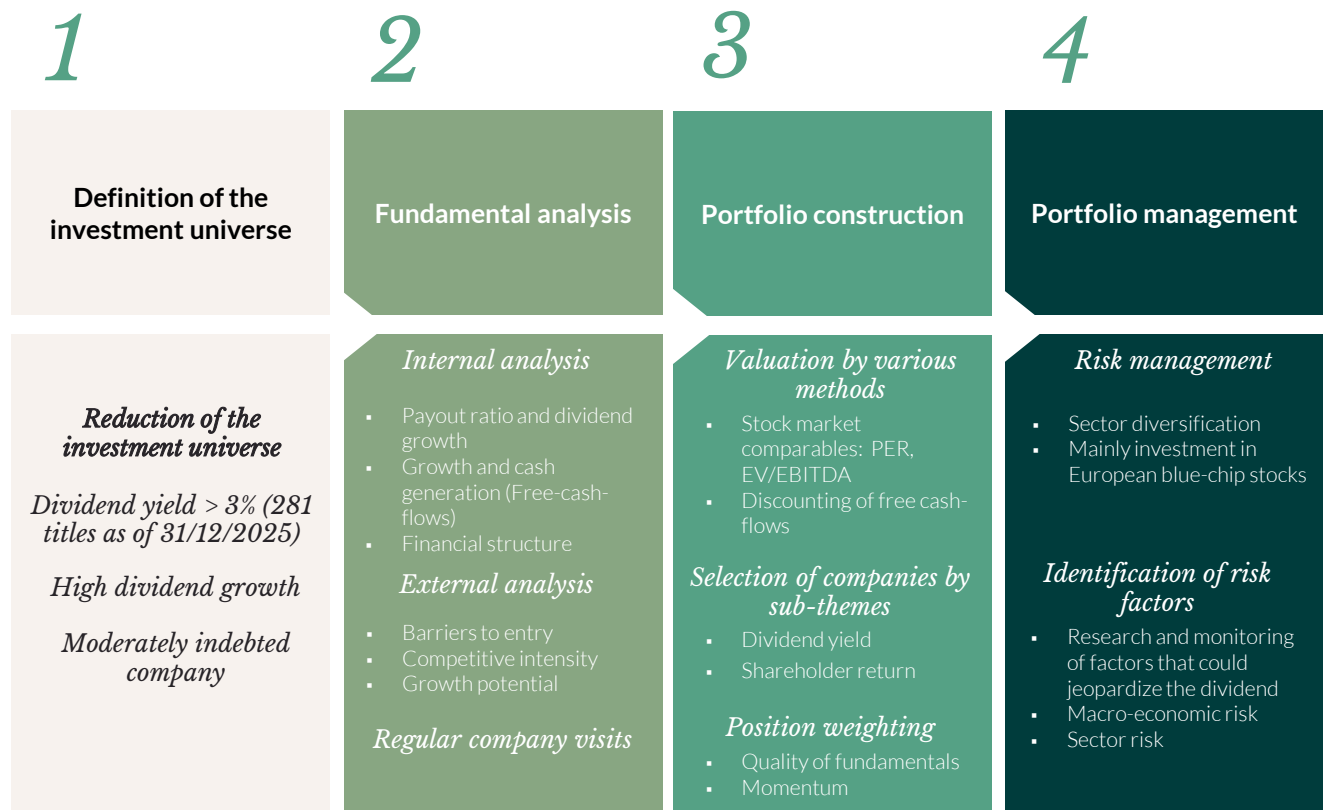 1
Definition of the
investment universe
Reduction of the
investment universe
Dividend yield > 3% (281
titles as of 31/12/2025)
High dividend growth
Moderately indebted
company
2
Fundamental analysis
Internal analysis
▪ Payout ratio and dividend
growth
▪ Growth and cash
generation (Free-cash-
flows)
▪ Financial structure
External analysis
▪ Barriers to entry
▪ Competitive intensity
▪ Growth potential
Regular company visits
3
Portfolio construction
Valuation by various
methods
▪ Stock market
comparables: PER,
EV/EBITDA
▪ Discounting of free cash-
flows
Selection of companies by
sub-themes
▪ Dividend yield
▪ Shareholder return
Position weighting
▪ Quality of fundamentals
▪ Momentum
4
Portfolio management
Risk management
▪ Sector diversification
▪ Mainly investment in
European blue-chip stocks
Identification of risk
factors
▪ Research and monitoring
of factors that could
jeopardize the dividend
▪ Macro-economic risk
▪ Sector risk